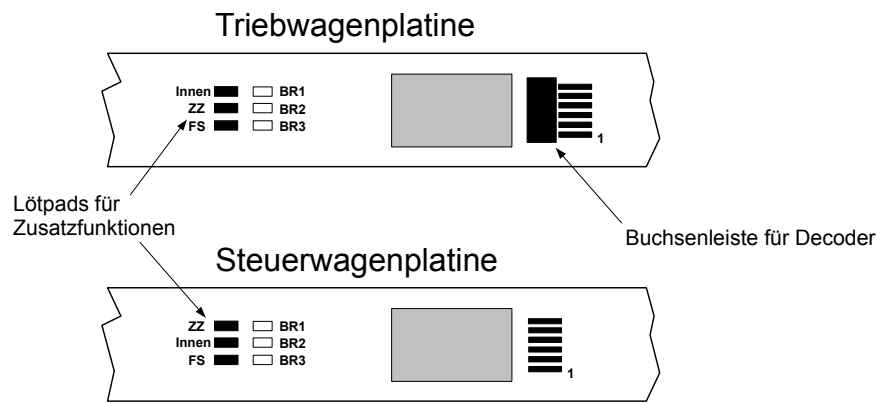 Triebwagenplatine
Innen BR1
ZZ BR2
FS BR3
1
Lötpads für
Zusatzfunktionen
Buchsenleiste für Decoder
Steuerwagenplatine
ZZ BR1
Innen BR2
FS BR3
1